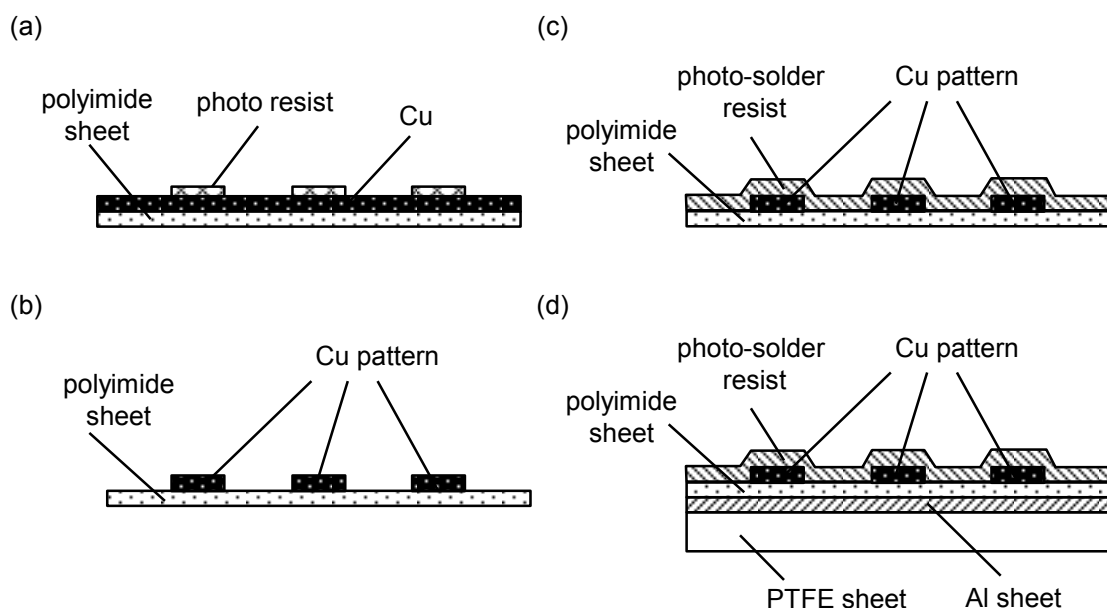 (a)
polyimide
sheet
photo resist
Cu
(b)
polyimide
sheet
Cu pattern
(c)
photo-solder
resist
Cu pattern
polyimide
sheet
(d)
photo-solder
resist
Cu pattern
polyimide
sheet
PTFE sheet
Al sheet